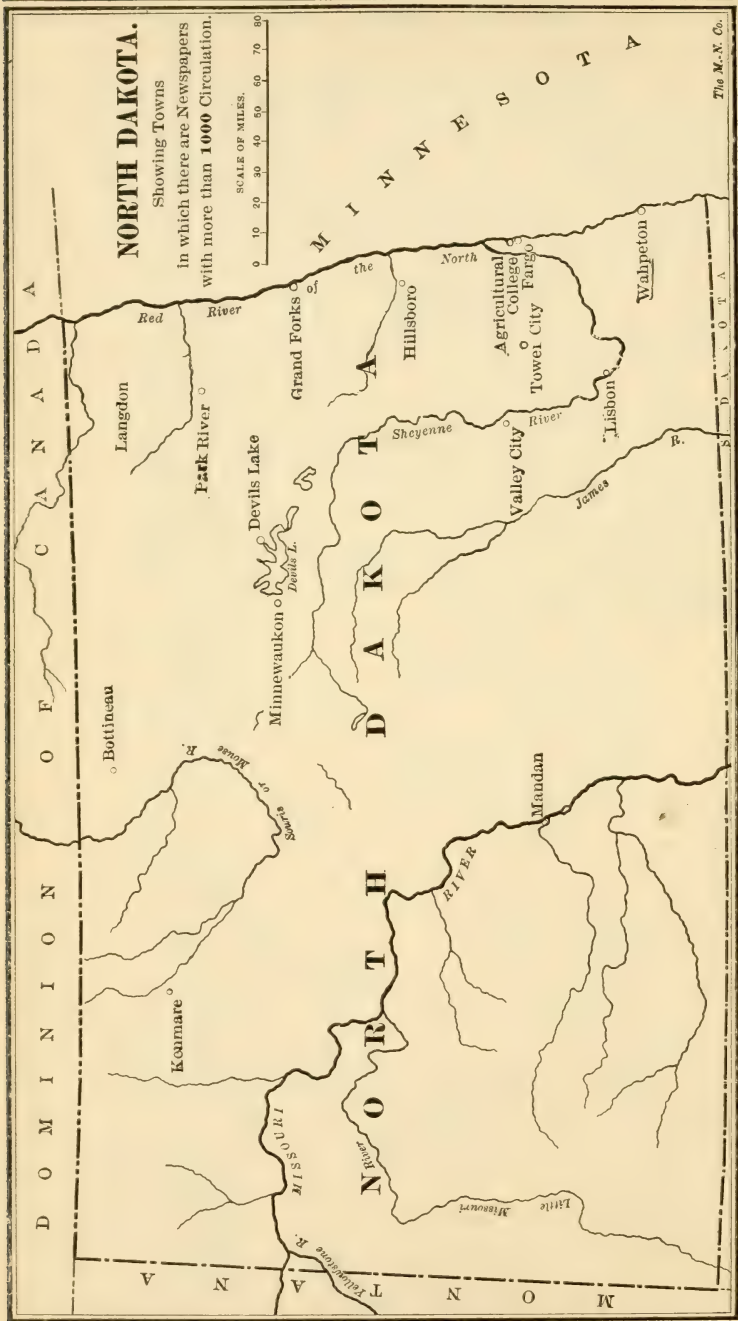 NORTH DAKOTA.
Showing Towns
in which there are Newspapers
with more than 1000 Circulation.
SCALE OF MILES.
0 10 20 30 40 50 60 70 80
DOMINION OF CANADA
MINNESOTA
MONTANA
S. DAKOTA
NORTH DAKOTA
Red River of the North
Langdon
Park River
Grand Forks
Hillsboro
Agricultural
College
Fargo
Tower City
Wahpeton
Lisbon
Valley City
Sheyenne River
James R.
Devils Lake
Devils L.
Minnewaukon
Bottineau
Souris or Mouse R.
Kenmare
Mandan
MISSOURI RIVER
Little Missouri River
Yellowstone R.
The M.-N. Co.